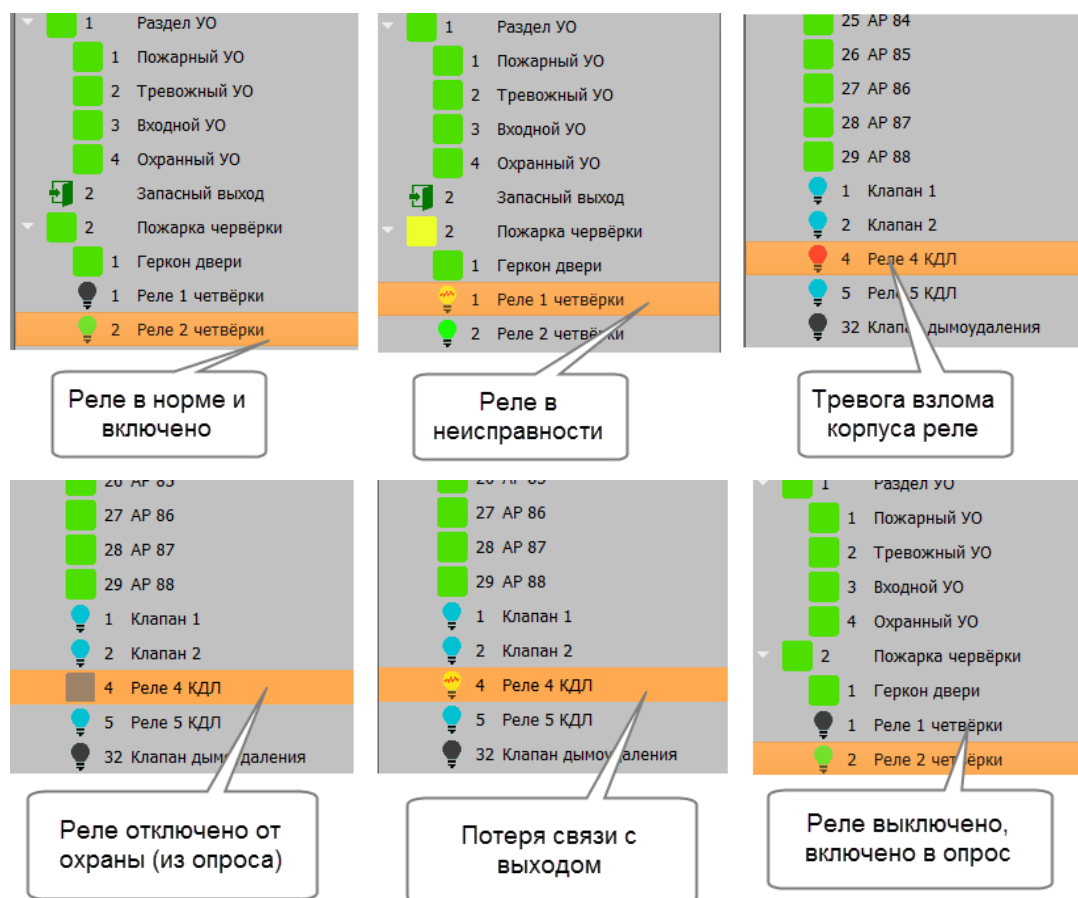 1 Раздел УО
1 Пожарный УО
2 Тревожный УО
3 Входной УО
4 Охранный УО
2 Запасный выход
2 Пожарка червёрки
1 Геркон двери
1 Реле 1 четвёрки
2 Реле 2 четвёрки
Реле в норме и
включено
1 Раздел УО
1 Пожарный УО
2 Тревожный УО
3 Входной УО
4 Охранный УО
2 Запасный выход
2 Пожарка червёрки
1 Геркон двери
1 Реле 1 четвёрки
2 Реле 2 четвёрки
Реле в
неисправности
25 АР 84
26 АР 85
27 АР 86
28 АР 87
29 АР 88
1 Клапан 1
2 Клапан 2
4 Реле 4 КДЛ
5 Реле 5 КДЛ
32 Клапан дымоудаления
Тревога взлома
корпуса реле
26 АР 85
27 АР 86
28 АР 87
29 АР 88
1 Клапан 1
2 Клапан 2
4 Реле 4 КДЛ
5 Реле 5 КДЛ
32 Клапан дымоудаления
Реле отключено от
охраны (из опроса)
26 АР 85
27 АР 86
28 АР 87
29 АР 88
1 Клапан 1
2 Клапан 2
4 Реле 4 КДЛ
5 Реле 5 КДЛ
32 Клапан дымоудаления
Потеря связи с
выходом
1 Раздел УО
1 Пожарный УО
2 Тревожный УО
3 Входной УО
4 Охранный УО
2 Пожарка червёрки
1 Геркон двери
1 Реле 1 четвёрки
2 Реле 2 четвёрки
Реле выключено,
включено в опрос